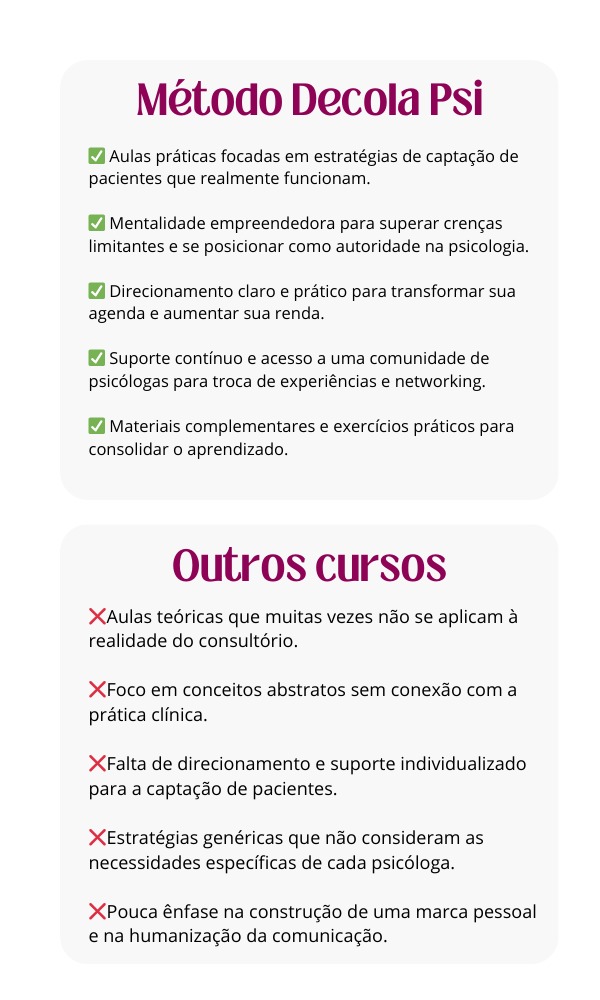 Método Decola Psi
✅ Aulas práticas focadas em estratégias de captação de
pacientes que realmente funcionam.
✅ Mentalidade empreendedora para superar crenças
limitantes e se posicionar como autoridade na psicologia.
✅ Direcionamento claro e prático para transformar sua
agenda e aumentar sua renda.
✅ Suporte contínuo e acesso a uma comunidade de
psicólogas para troca de experiências e networking.
✅ Materiais complementares e exercícios práticos para
consolidar o aprendizado.
Outros cursos
❌Aulas teóricas que muitas vezes não se aplicam à
realidade do consultório.
❌Foco em conceitos abstratos sem conexão com a
prática clínica.
❌Falta de direcionamento e suporte individualizado
para a captação de pacientes.
❌Estratégias genéricas que não consideram as
necessidades específicas de cada psicóloga.
❌Pouca ênfase na construção de uma marca pessoal
e na humanização da comunicação.